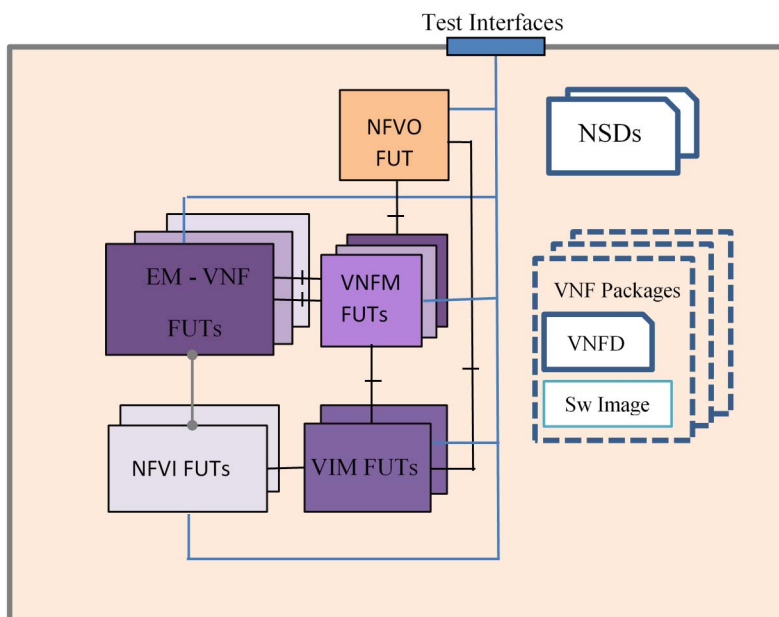 Test Interfaces
NFVO
FUT
NSDs
EM - VNF
FUTs
VNFM
FUTs
VNF Packages
VNFD
Sw Image
NFVI FUTs
VIM FUTs